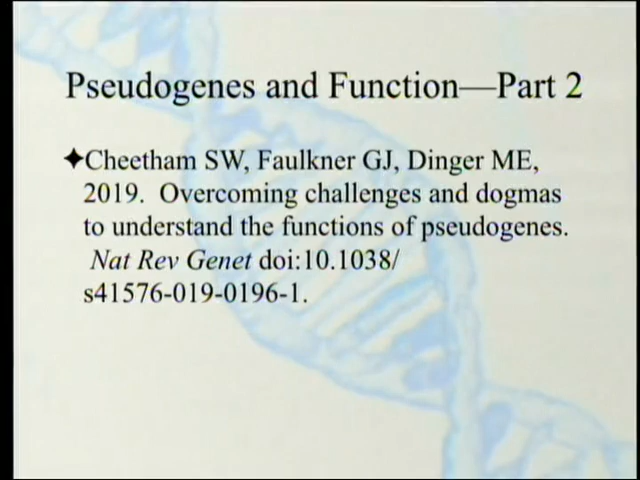 Pseudogenes and Function—Part 2
✦Cheetham SW, Faulkner GJ, Dinger ME,
2019. Overcoming challenges and dogmas
to understand the functions of pseudogenes.
Nat Rev Genet doi:10.1038/
s41576-019-0196-1.